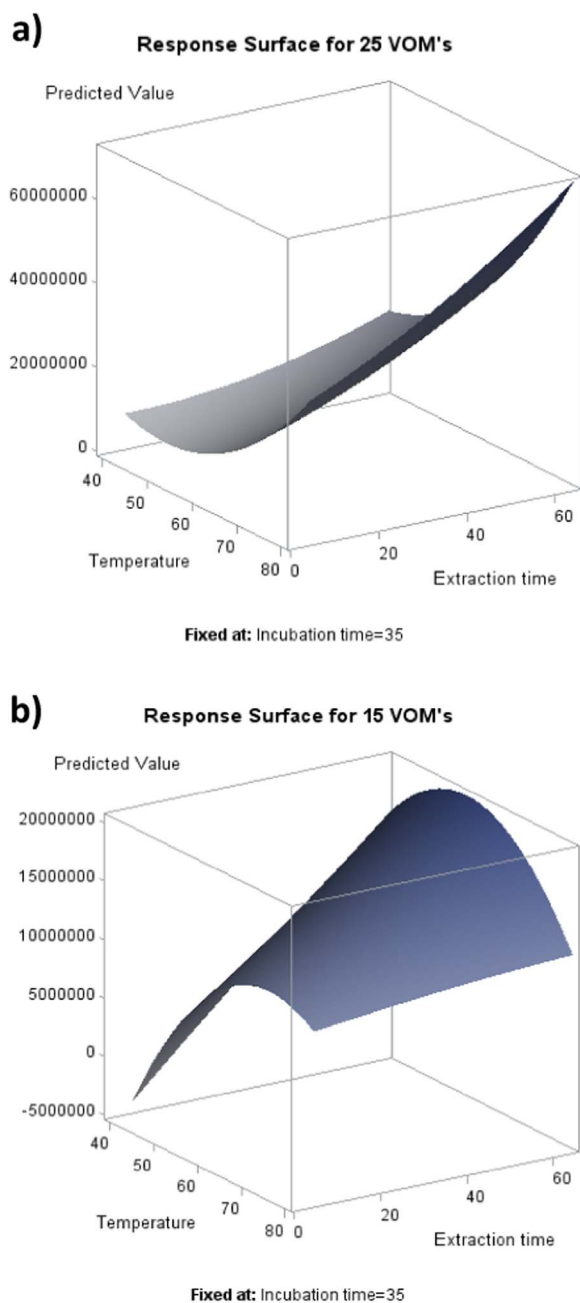 a)
Response Surface for 25 VOM's
Predicted Value
60000000
40000000
20000000
0
40
50
60
70
80
0
20
40
60
Temperature
Extraction time
Fixed at: Incubation time=35
b)
Response Surface for 15 VOM's
Predicted Value
20000000
15000000
10000000
5000000
0
-5000000
40
50
60
70
80
0
20
40
60
Temperature
Extraction time
Fixed at: Incubation time=35